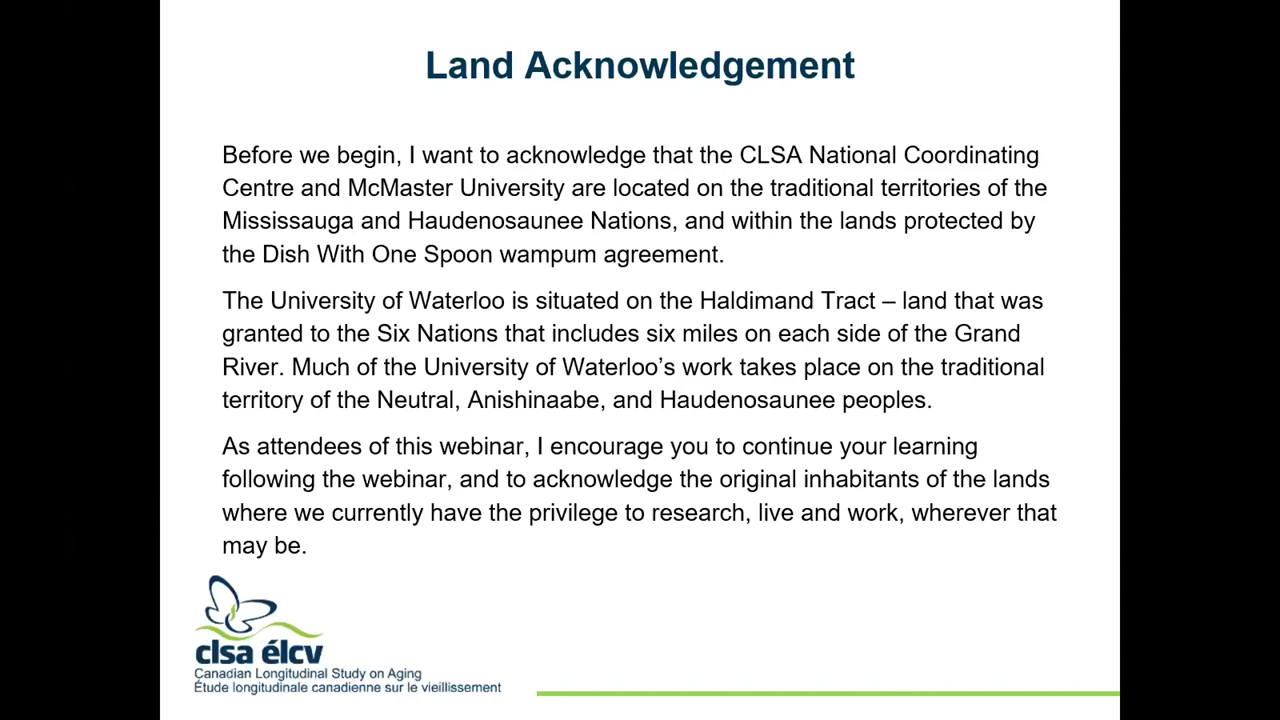 Land Acknowledgement
Before we begin, I want to acknowledge that the CLSA National Coordinating
Centre and McMaster University are located on the traditional territories of the
Mississauga and Haudenosaunee Nations, and within the lands protected by
the Dish With One Spoon wampum agreement.
The University of Waterloo is situated on the Haldimand Tract – land that was
granted to the Six Nations that includes six miles on each side of the Grand
River. Much of the University of Waterloo’s work takes place on the traditional
territory of the Neutral, Anishinaabe, and Haudenosaunee peoples.
As attendees of this webinar, I encourage you to continue your learning
following the webinar, and to acknowledge the original inhabitants of the lands
where we currently have the privilege to research, live and work, wherever that
may be.
clsa élcv
Canadian Longitudinal Study on Aging
Étude longitudinale canadienne sur le vieillissement